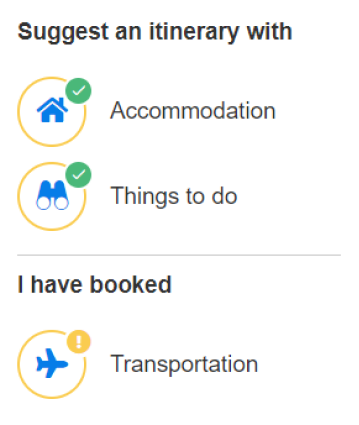 Suggest an itinerary with
Accommodation
Things to do
I have booked
Transportation